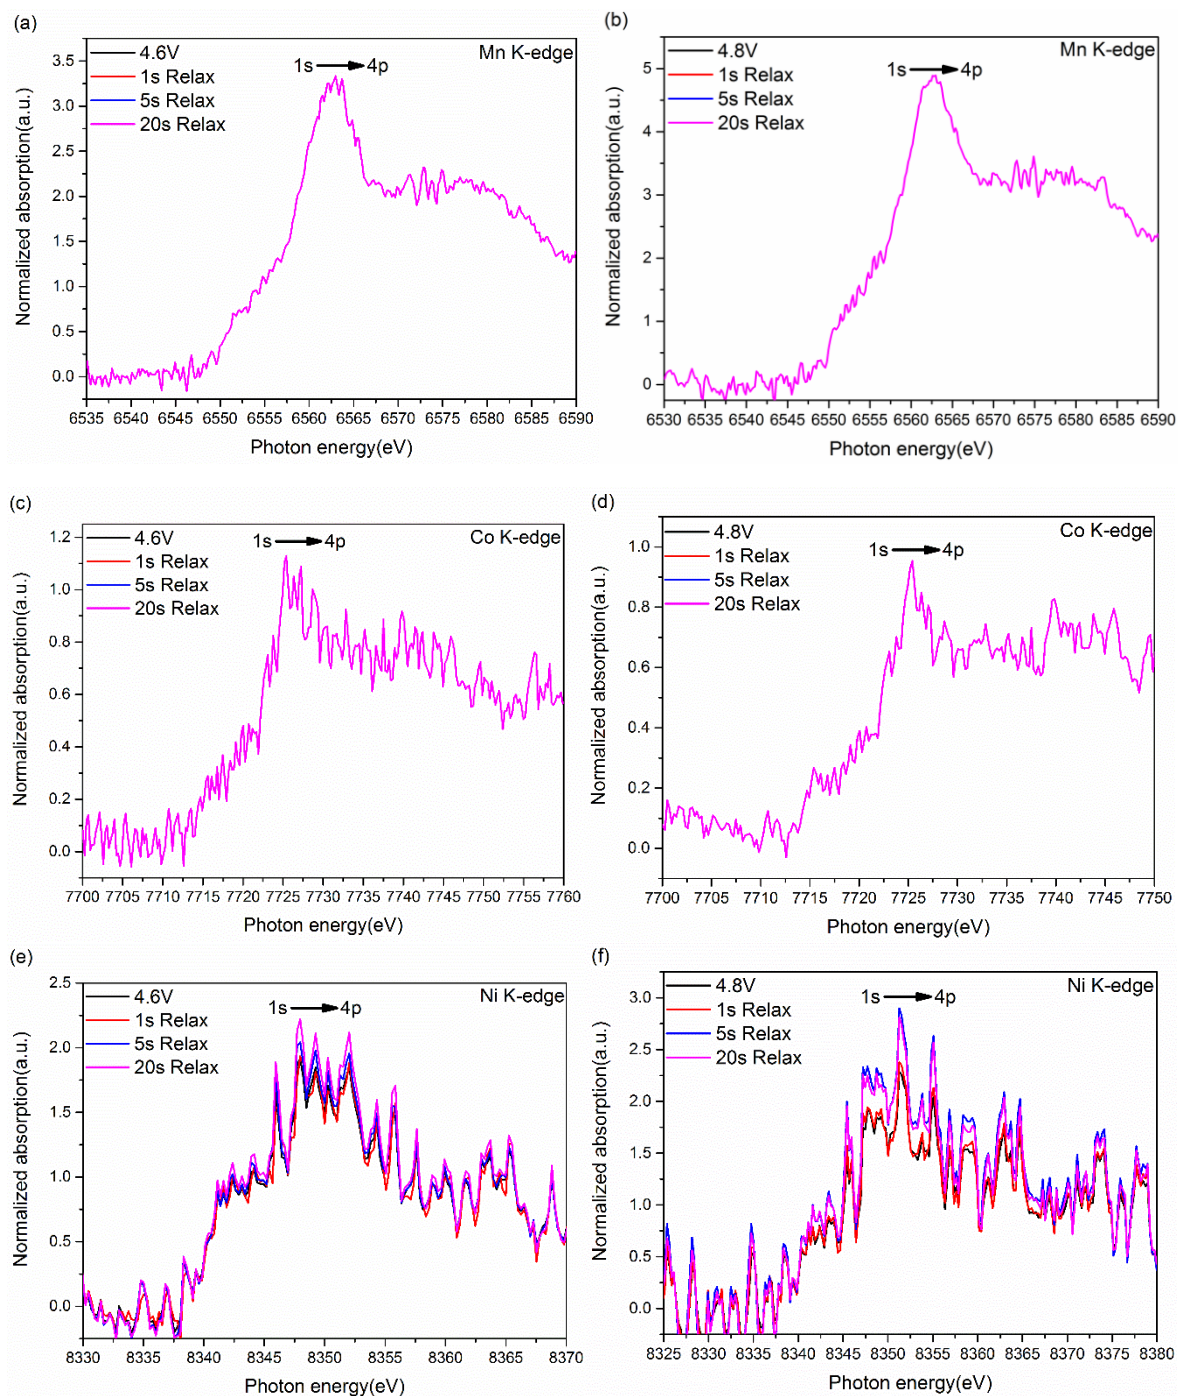 (a)
4.6V
1s Relax
5s Relax
20s Relax
1s 4p
Mn K-edge
3.5
3.0
2.5
2.0
1.5
1.0
0.5
0.0
Normalized absorption(a.u.)
6535 6540 6545 6550 6555 6560 6565 6570 6575 6580 6585 6590
Photon energy(eV)
(b)
4.8V
1s Relax
5s Relax
20s Relax
1s 4p
Mn K-edge
5
4
3
2
1
0
Normalized absorption(a.u.)
6530 6535 6540 6545 6550 6555 6560 6565 6570 6575 6580 6585 6590
Photon energy(eV)
(c)
4.6V
1s Relax
5s Relax
20s Relax
1s 4p
Co K-edge
1.2
1.0
0.8
0.6
0.4
0.2
0.0
Normalized absorption(a.u.)
7700 7705 7710 7715 7720 7725 7730 7735 7740 7745 7750 7755 7760
Photon energy(eV)
(d)
4.8V
1s Relax
5s Relax
20s Relax
1s 4p
Co K-edge
1.0
0.8
0.6
0.4
0.2
0.0
Normalized absorption(a.u.)
7700 7705 7710 7715 7720 7725 7730 7735 7740 7745 7750
Photon energy(eV)
(e)
4.6V
1s Relax
5s Relax
20s Relax
1s 4p
Ni K-edge
2.5
2.0
1.5
1.0
0.5
0.0
Normalized absorption(a.u.)
8330 8335 8340 8345 8350 8355 8360 8365 8370
Photon energy(eV)
(f)
4.8V
1s Relax
5s Relax
20s Relax
1s 4p
Ni K-edge
3.0
2.5
2.0
1.5
1.0
0.5
0.0
Normalized absorption(a.u.)
8325 8330 8335 8340 8345 8350 8355 8360 8365 8370 8375 8380
Photon energy(eV)